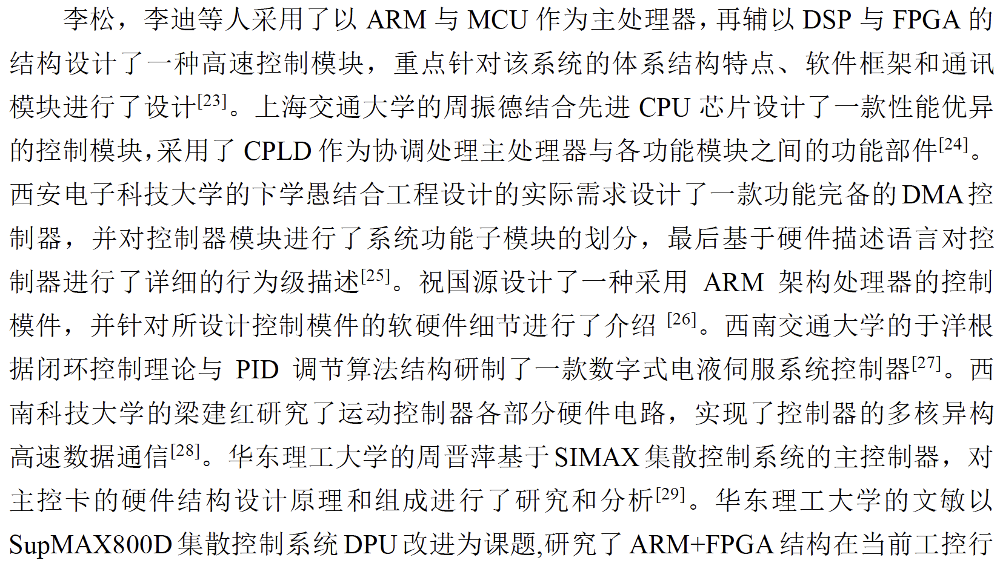 李松，李迪等人采用了以 ARM 与 MCU 作为主处理器，再辅以 DSP 与 FPGA 的
结构设计了一种高速控制模块，重点针对该系统的体系结构特点、软件框架和通讯
模块进行了设计[23]。上海交通大学的周振德结合先进 CPU 芯片设计了一款性能优异
的控制模块,采用了 CPLD 作为协调处理主处理器与各功能模块之间的功能部件[24]。
西安电子科技大学的卞学愚结合工程设计的实际需求设计了一款功能完备的 DMA 控
制器，并对控制器模块进行了系统功能子模块的划分，最后基于硬件描述语言对控
制器进行了详细的行为级描述[25]。祝国源设计了一种采用 ARM 架构处理器的控制
模件，并针对所设计控制模件的软硬件细节进行了介绍 [26]。西南交通大学的于洋根
据闭环控制理论与 PID 调节算法结构研制了一款数字式电液伺服系统控制器[27]。西
南科技大学的梁建红研究了运动控制器各部分硬件电路，实现了控制器的多核异构
高速数据通信[28]。华东理工大学的周晋萍基于 SIMAX 集散控制系统的主控制器，对
主控卡的硬件结构设计原理和组成进行了研究和分析[29]。华东理工大学的文敏以
SupMAX800D 集散控制系统 DPU 改进为课题,研究了 ARM+FPGA 结构在当前工控行